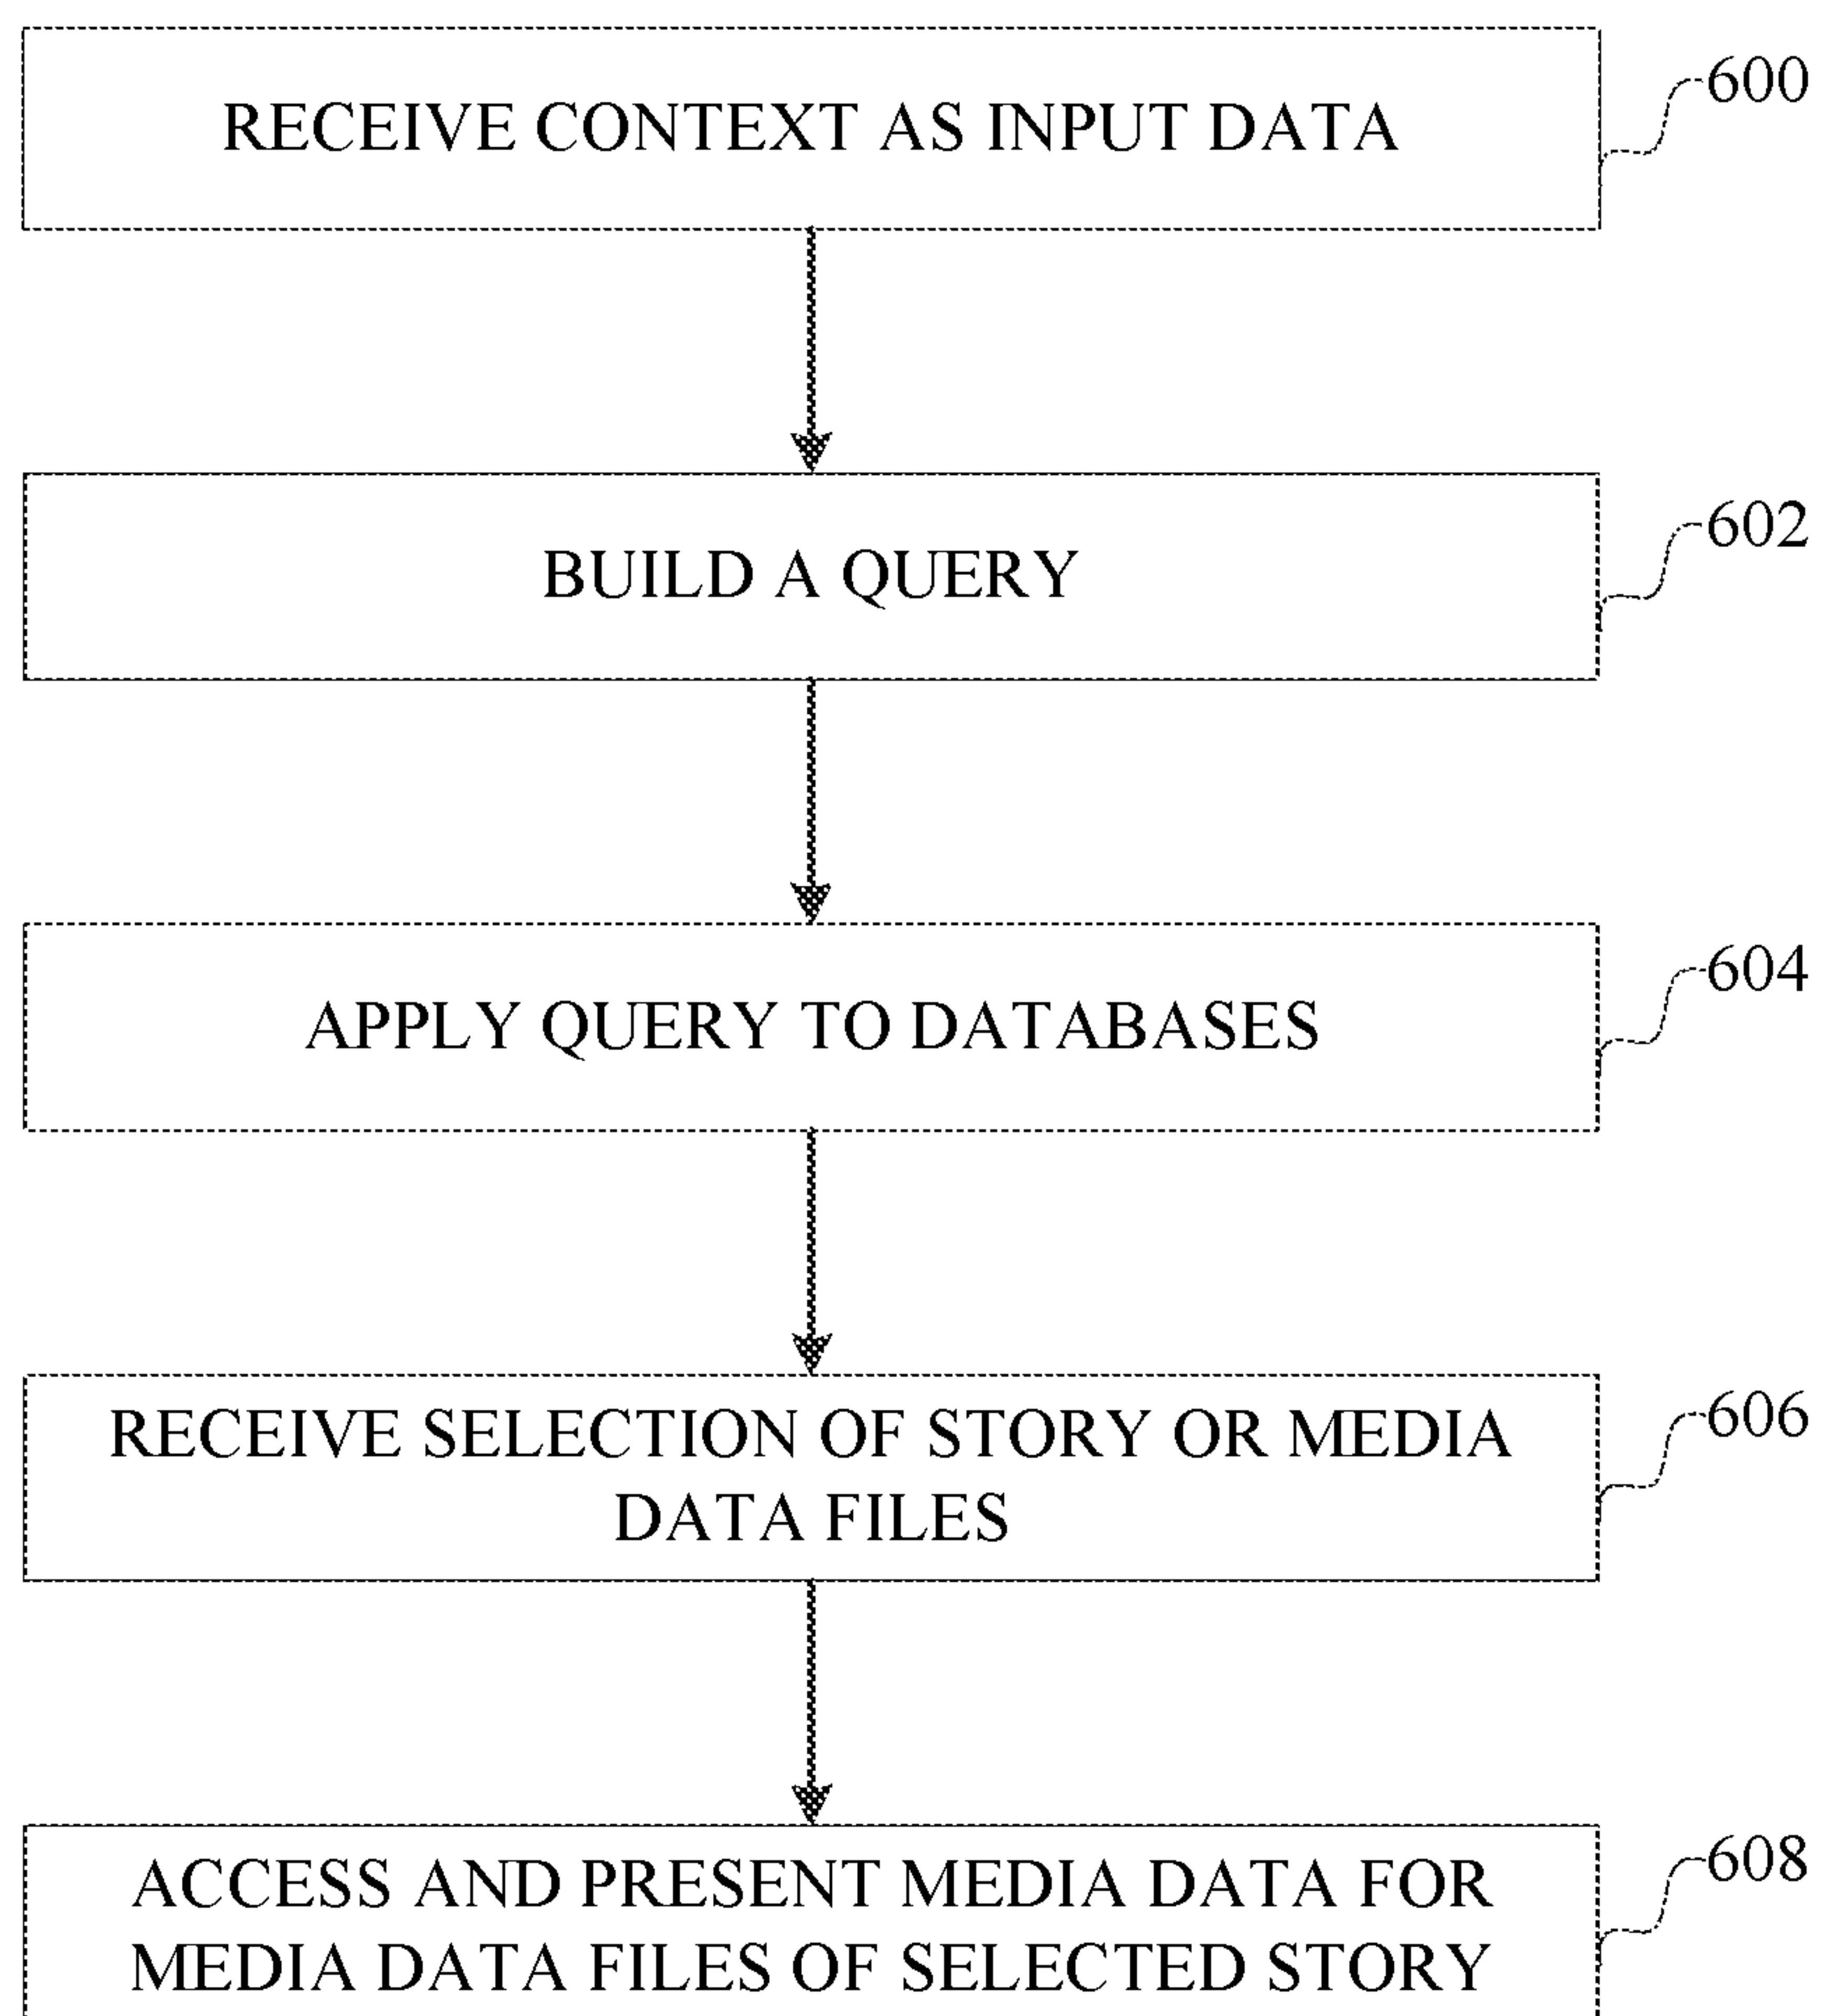 RECEIVE CONTEXT AS INPUT DATA
600
BUILD A QUERY
602
APPLY QUERY TO DATABASES
604
RECEIVE SELECTION OF STORY OR MEDIA
DATA FILES
606
ACCESS AND PRESENT MEDIA DATA FOR
MEDIA DATA FILES OF SELECTED STORY
608